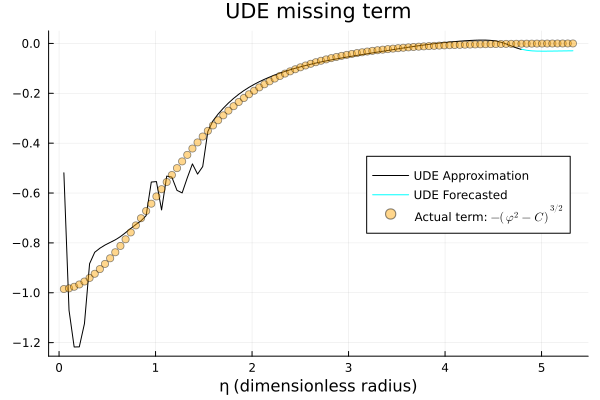 UDE missing term
0.0
−0.2
−0.4
−0.6
−0.8
−1.0
−1.2
UDE Approximation
UDE Forecasted
Actual term: −(φ² − C)^{3/2}
0 1 2 3 4 5
η (dimensionless radius)